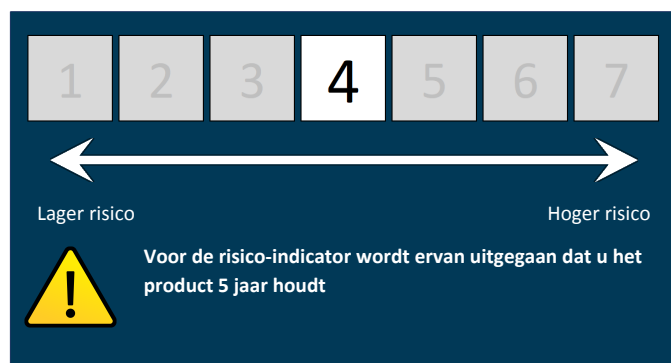 1 2 3 4 5 6 7
Lager risico Hoger risico
Voor de risico-indicator wordt ervan uitgegaan dat u het
product 5 jaar houdt